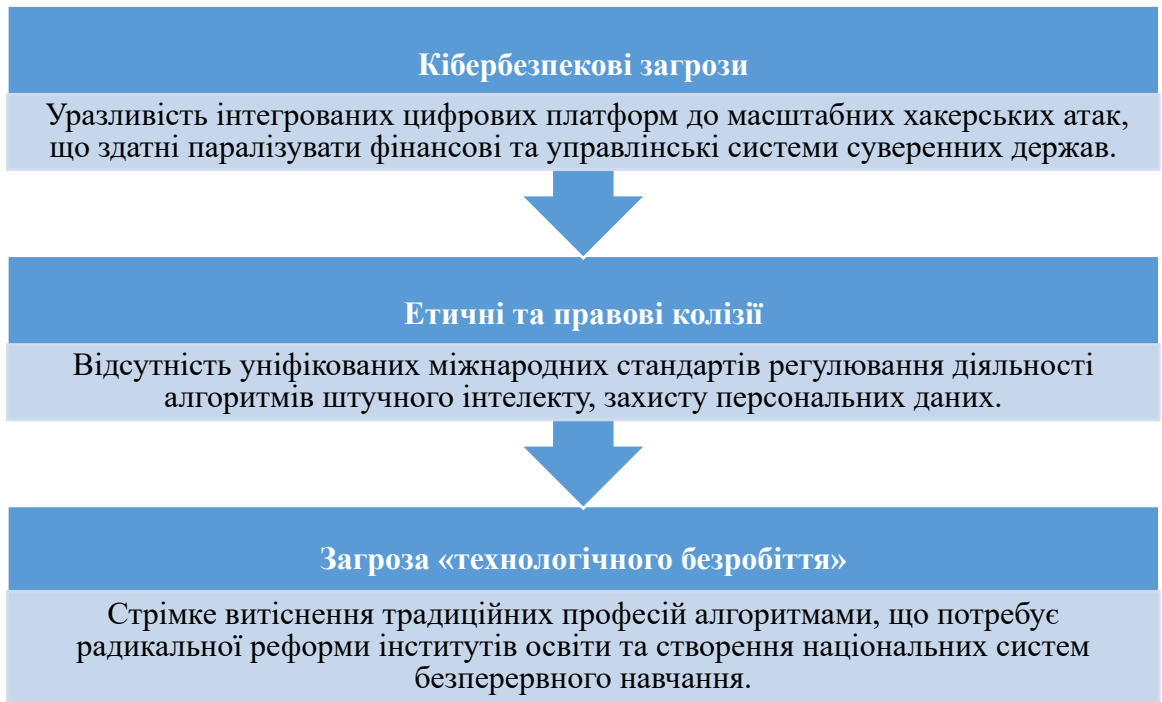 Кібербезпекові загрози
Уразливість інтегрованих цифрових платформ до масштабних хакерських атак,
що здатні паралізувати фінансові та управлінські системи суверенних держав.
Етичні та правові колізії
Відсутність уніфікованих міжнародних стандартів регулювання діяльності
алгоритмів штучного інтелекту, захисту персональних даних.
Загроза «технологічного безробіття»
Стрімке витіснення традиційних професій алгоритмами, що потребує
радикальної реформи інститутів освіти та створення національних систем
безперервного навчання.